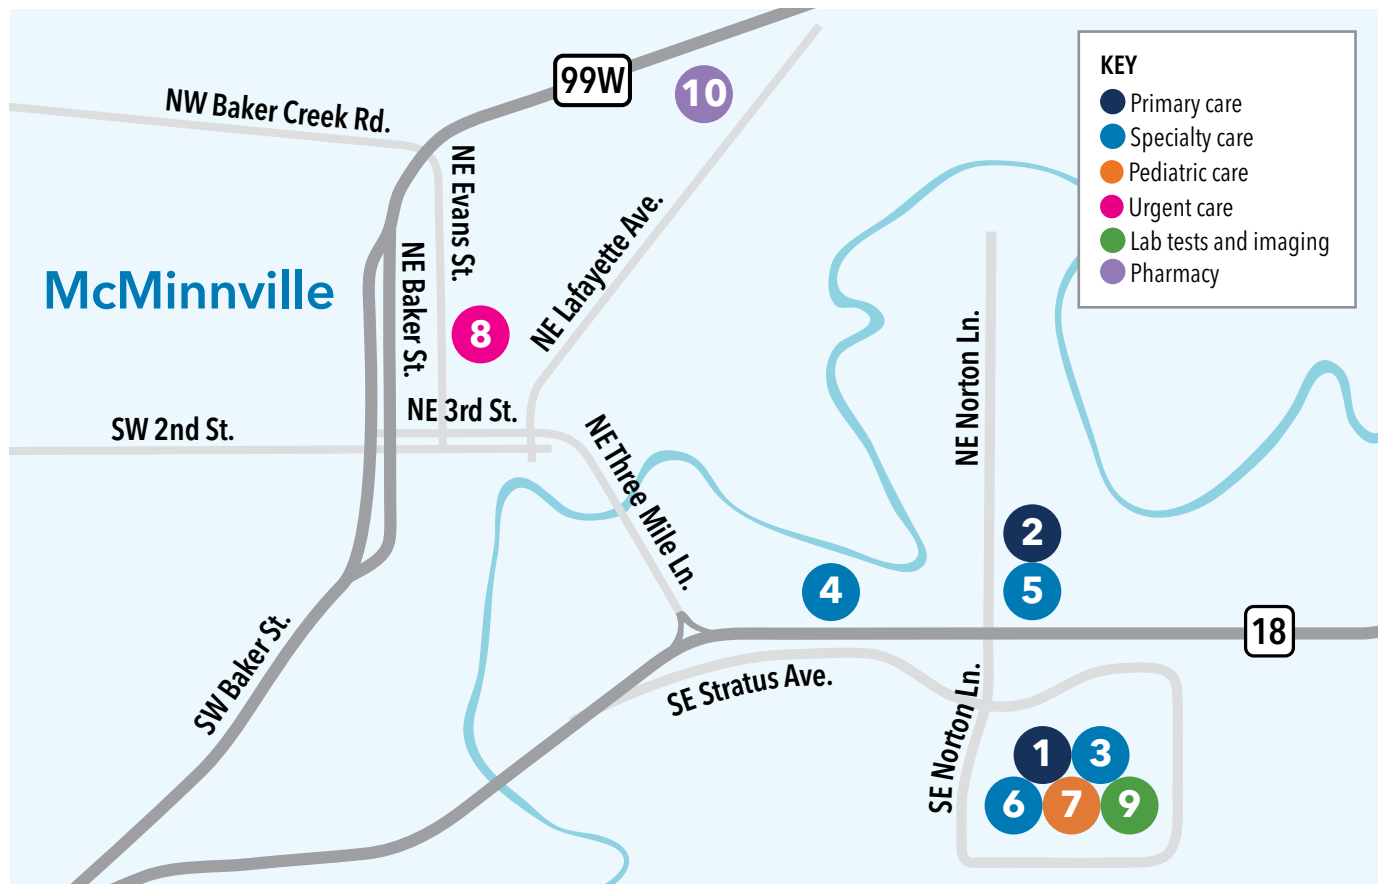 99W
10
KEY
Primary care
Specialty care
Pediatric care
Urgent care
Lab tests and imaging
Pharmacy
NW Baker Creek Rd.
NE Evans St.
NE Lafayette Ave.
NE Baker St.
McMinnville
8
NE Norton Ln.
NE 3rd St.
SW 2nd St.
NE Three Mile Ln.
2
4
5
18
SW Baker St.
SE Stratus Ave.
SE Norton Ln.
1
3
6
7
9